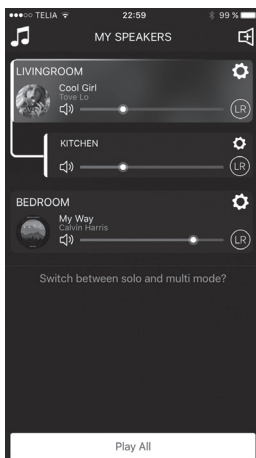 TELIA 22:59 99 %
MY SPEAKERS
LIVINGROOM
Cool Girl
Tove Lo
LR
KITCHEN
LR
BEDROOM
My Way
Calvin Harris
LR
Switch between solo and multi mode?
Play All